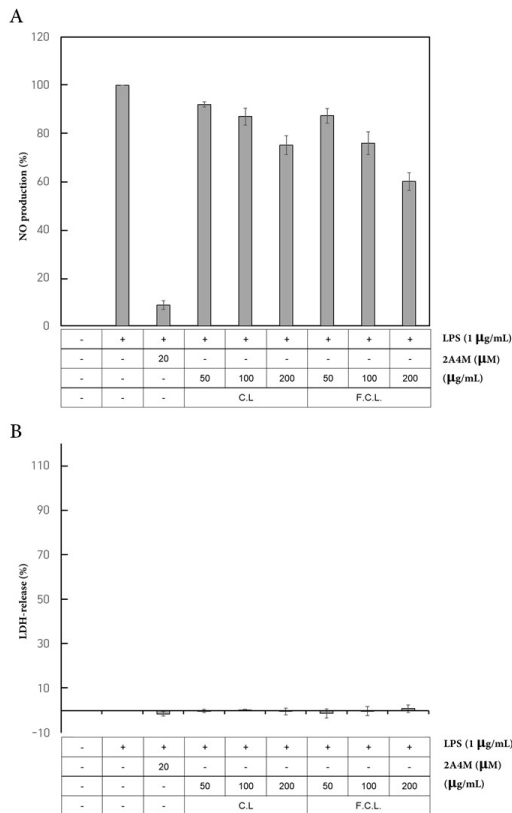 A
120
100
80
60
40
20
0
NO production (%)
- + + + + + + + + LPS (1 μg/mL)
- - 20 - - - - - - 2A4M (μM)
- - - 50 100 200 50 100 200 (μg/mL)
- - - C.L F.C.L.
B
110
90
70
50
30
10
-10
LDH-release (%)
- + + + + + + + + LPS (1 μg/mL)
- - 20 - - - - - - 2A4M (μM)
- - - 50 100 200 50 100 200 (μg/mL)
- - - C.L F.C.L.